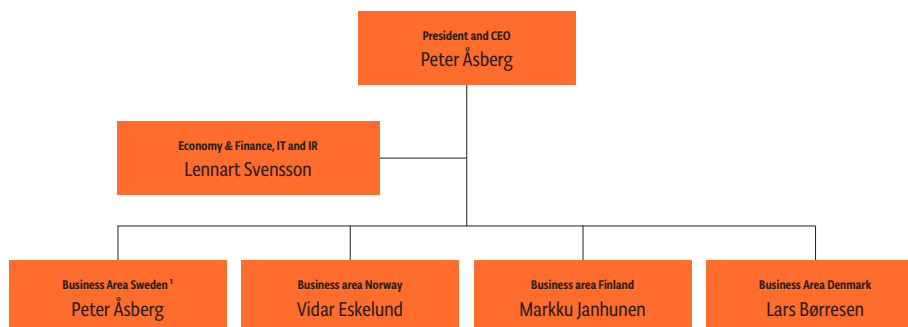 President and CEO
Peter Åsberg
Economy & Finance, IT and IR
Lennart Svensson
Business Area Sweden ¹
Peter Åsberg
Business area Norway
Vidar Eskelund
Business area Finland
Markku Janhunen
Business Area Denmark
Lars Børresen